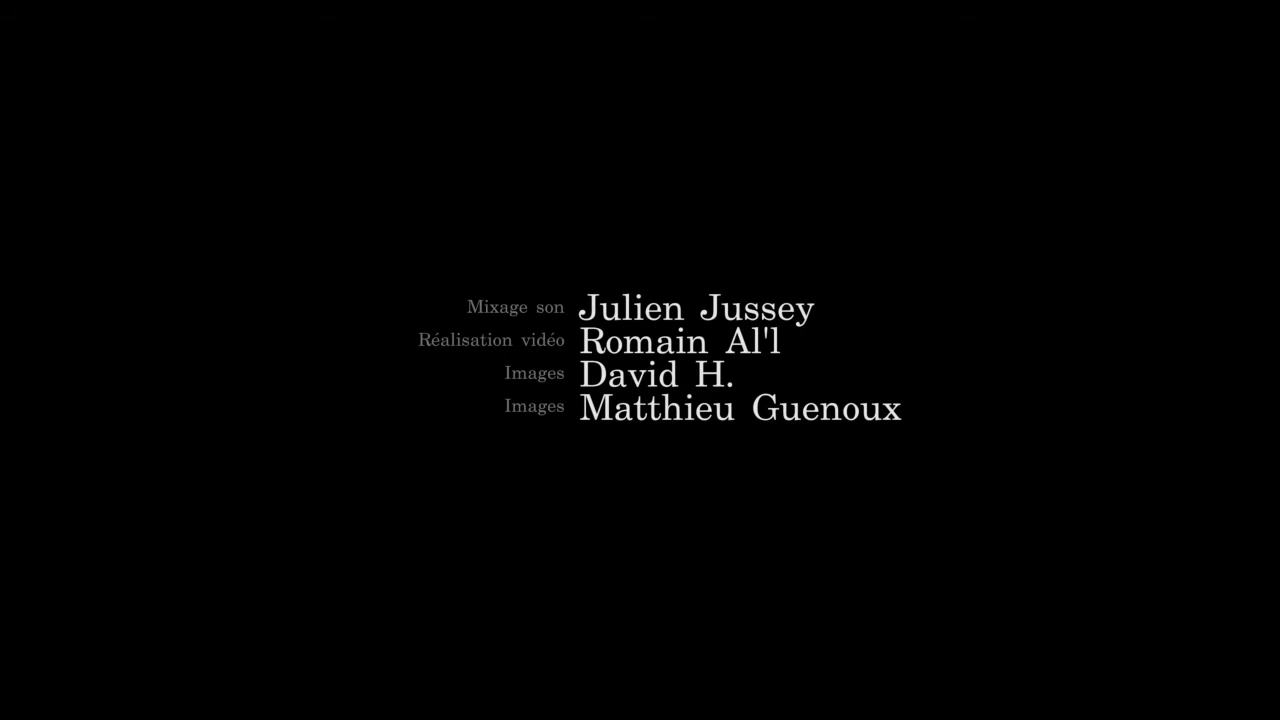 Mixage son Julien Jussey
Réalisation vidéo Romain Al'l
Images David H.
Images Matthieu Guenoux